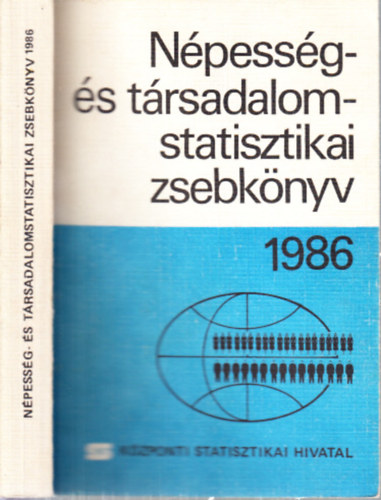 NÉPESSÉG- ÉS TÁRSADALOMSTATISZTIKAI ZSEBKÖNYV 1986
Népesség-
és társadalom-
statisztikai
zsebkönyv
1986
KÖZPONTI STATISZTIKAI HIVATAL